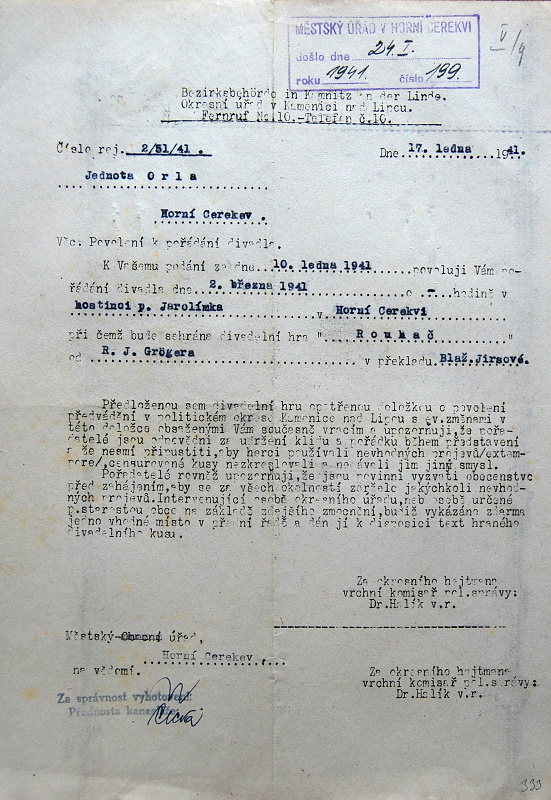 MĚSTSKÝ ÚŘAD V HORNÍ CEREKVI
došlo dne 24.I.
roku 1941. číslo 199.
V/9
Bezirksbehörde in Kamnitz an der Linde.
Okresní úřad v Kamenici nad Lipou.
Fernruf No 10.-Telefon č.10.
Číslo rej. 2/51/41.
Dne 17. ledna 1941.
Jednota Orla
Horní Cerekev.
Věc: Povolení k pořádání divadla.
K Vašemu podání ze dne 10. ledna 1941 povoluji Vám po-
řádání divadla dne 2. března 1941 o - hodině v
hostinci p. Jarolímka v Horní Cerekvi
při čemž bude sehrána divadelní hra " Rouhač "
od R. J. Grögera v překladu Blaž.Jirsové.
Předloženou sem divadelní hru opatřenou doložkou o povolení
předvádění v politickém okrese Kamenice nad Lipou s ev.změnami v
této doložce obsaženými Vám současně vracím a upozorňuji,že pořa-
datelé jsou odpovědni za udržení klidu a pořádku během představení
a že nesmí připustiti,aby herci používali nevhodných projevů/extem-
pore/,censurované kusy nezkreslovali a nedávali jim jiný smysl.
Pořadatelé rovněž upozorňuji,že jsou povinni vyzvati obecenstvo
před zahájením,aby se za všech okolností zdrželo jakýchkoli nevhod-
ných projevů.Intervenující osobě okresního úřadu,neb osobě určené
p.starostou obce na základě zdejšího zmocnění,budiž vykázáno zdarma
jedno vhodné místo v přední řadě a dán jí k disposici text hraného
divadelního kusu.
Za okresního hejtmana
vrchní komisař pol.správy:
Dr.Halík v.r.
Městský-Obecní úřad,
Horní Cerekev
na vědomí.
Za okresního hejtmana
vrchní komisař pol.správy:
Dr.Halík v.r.
Za správnost vyhotovení:
Přednosta kanceláře:
333